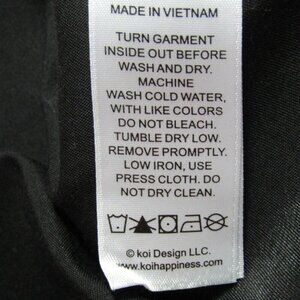 MADE IN VIETNAM
TURN GARMENT
INSIDE OUT BEFORE
WASH AND DRY.
MACHINE
WASH COLD WATER,
WITH LIKE COLORS
DO NOT BLEACH.
TUMBLE DRY LOW.
REMOVE PROMPTLY.
LOW IRON, USE
PRESS CLOTH. DO
NOT DRY CLEAN.
© koi Design LLC.
www.koihappiness.com